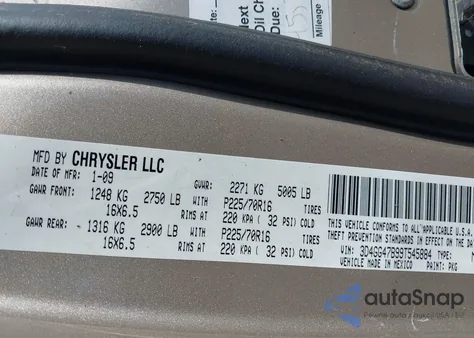 Next
Oil Ch
Due:
Mileage
MFD BY CHRYSLER LLC
DATE OF MFR: 1-09 GVWR: 2271 KG 5005 LB
GAWR FRONT: 1248 KG 2750 LB WITH P225/70R16 TIRES
16X6.5 RIMS AT 220 KPA ( 32 PSI) COLD
GAWR REAR: 1316 KG 2900 LB WITH P225/70R16 TIRES
16X6.5 RIMS AT 220 KPA ( 32 PSI) COLD
THIS VEHICLE CONFORMS TO ALL APPLICABLE U.S.A.
THEFT PREVENTION STANDARDS IN EFFECT ON THE DA
VIN: 3D4GG47B99T545884 TYPE: M
MADE IN MEXICO PAINT: PKG
autoSnap